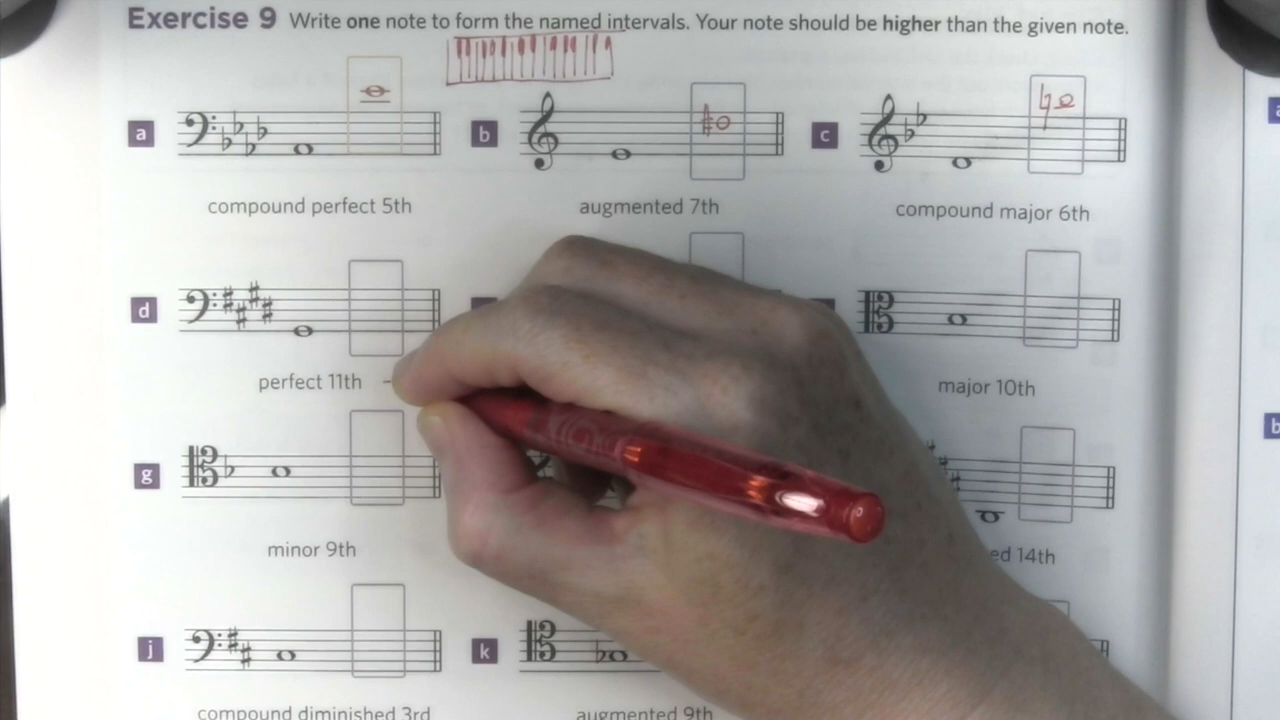 Exercise 9 Write one note to form the named intervals. Your note should be higher than the given note.
a b c
compound perfect 5th augmented 7th compound major 6th
d
perfect 11th - major 10th
g
minor 9th ed 14th
j k
compound diminished 3rd augmented 9th